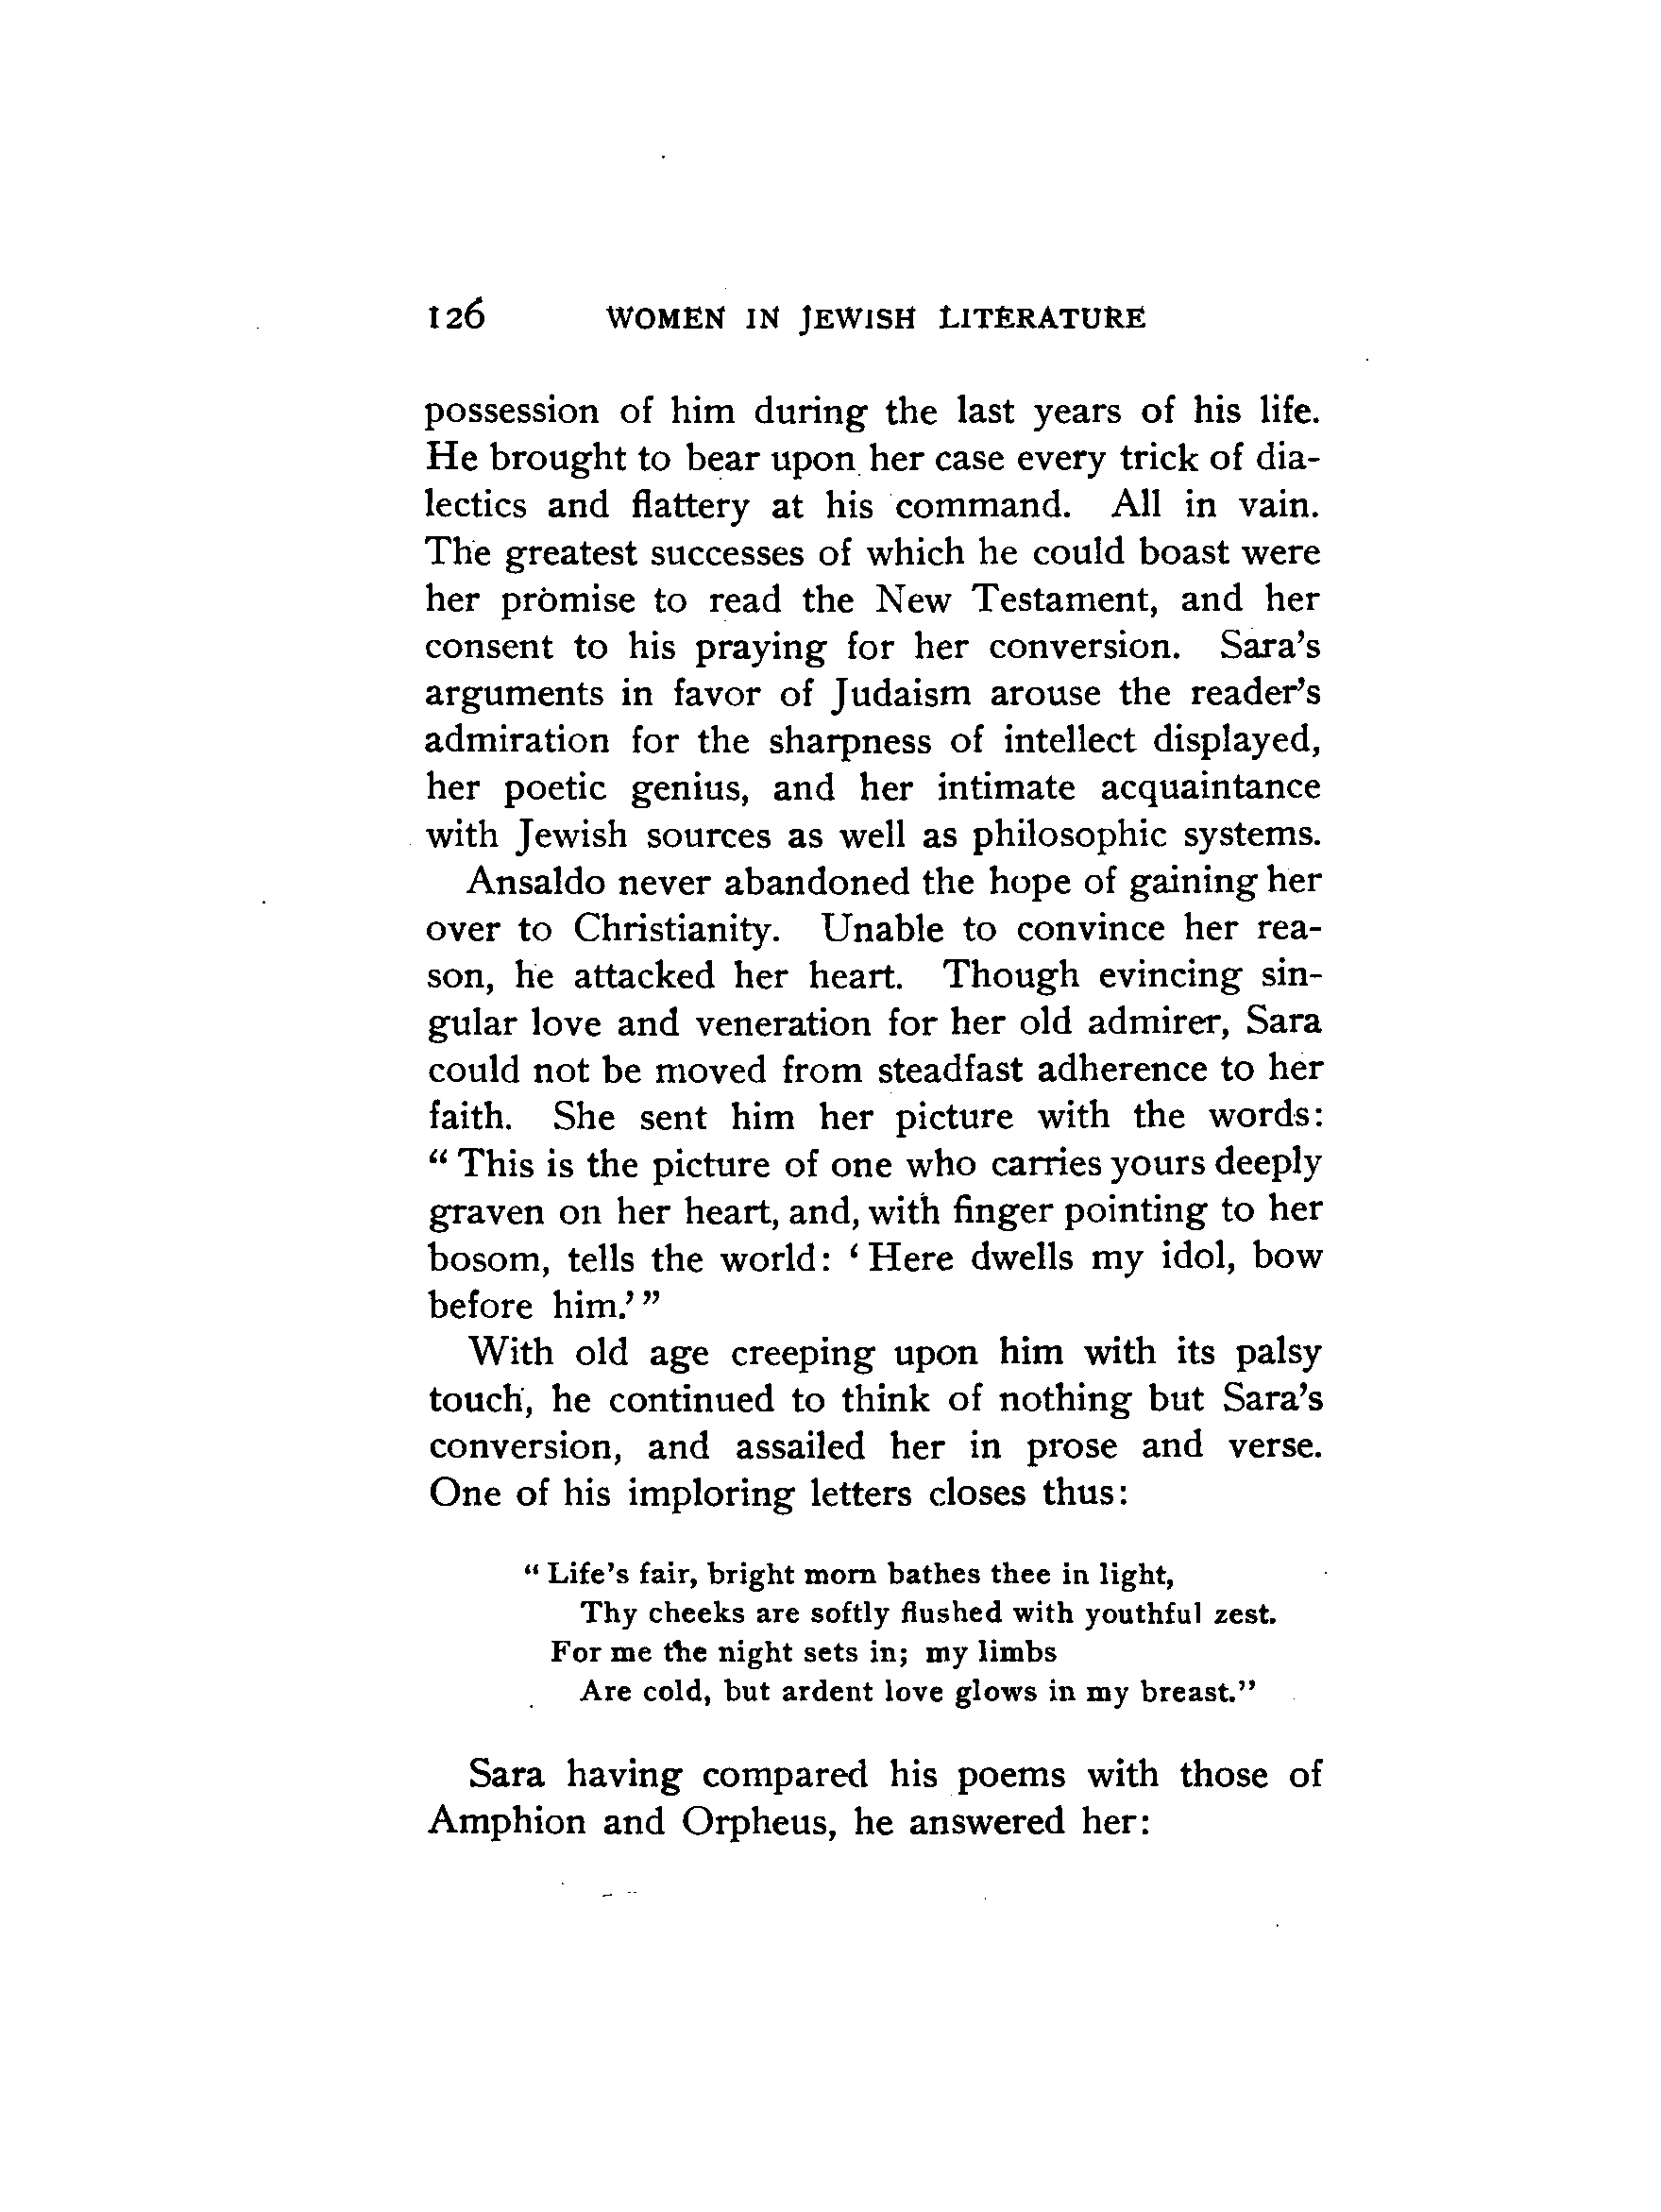 126 WOMEN IN JEWISH LITERATURE
possession of him during the last years of his life.
He brought to bear upon her case every trick of dia-
lectics and flattery at his command. All in vain.
The greatest successes of which he could boast were
her promise to read the New Testament, and her
consent to his praying for her conversion. Sara's
arguments in favor of Judaism arouse the reader's
admiration for the sharpness of intellect displayed,
her poetic genius, and her intimate acquaintance
with Jewish sources as well as philosophic systems.
Ansaldo never abandoned the hope of gaining her
over to Christianity. Unable to convince her rea-
son, he attacked her heart. Though evincing sin-
gular love and veneration for her old admirer, Sara
could not be moved from steadfast adherence to her
faith. She sent him her picture with the words:
“This is the picture of one who carries yours deeply
graven on her heart, and, with finger pointing to her
bosom, tells the world: ‘Here dwells my idol, bow
before him.’”
With old age creeping upon him with its palsy
touch, he continued to think of nothing but Sara's
conversion, and assailed her in prose and verse.
One of his imploring letters closes thus:
“Life's fair, bright morn bathes thee in light,
Thy cheeks are softly flushed with youthful zest.
For me the night sets in; my limbs
Are cold, but ardent love glows in my breast.”
Sara having compared his poems with those of
Amphion and Orpheus, he answered her: